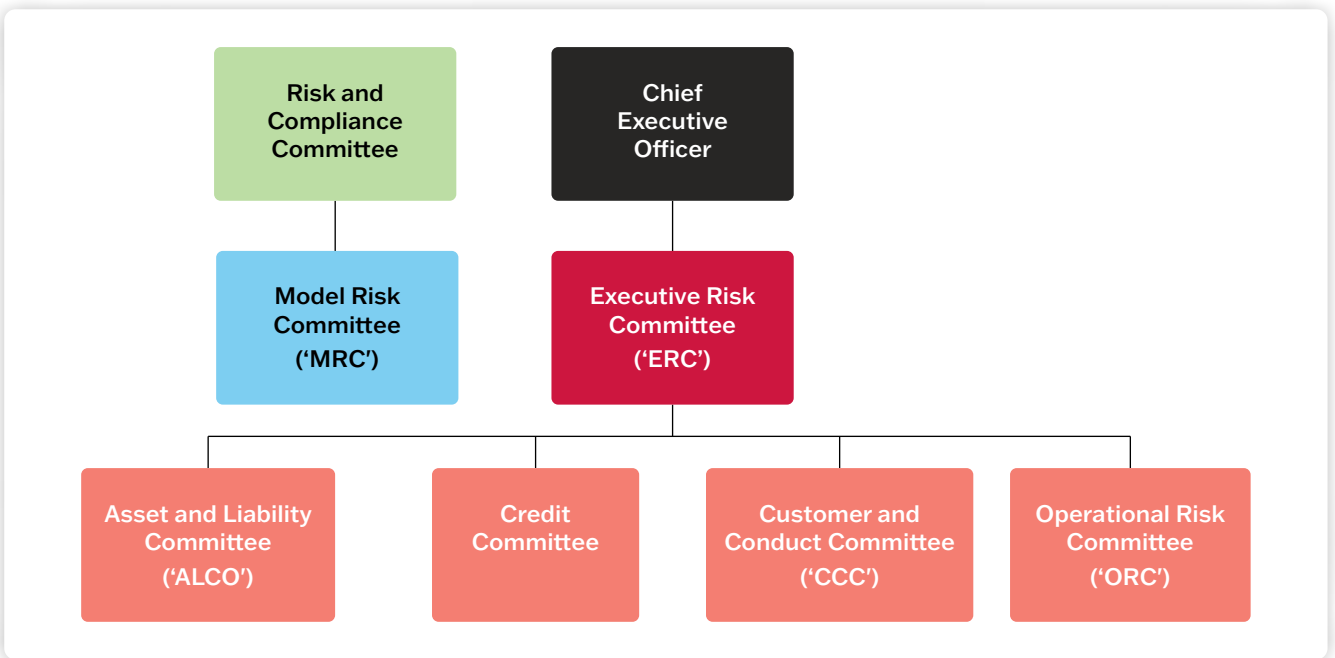 Risk and
Compliance
Committee
Chief
Executive
Officer
Model Risk
Committee
(‘MRC’)
Executive Risk
Committee
(‘ERC’)
Asset and Liability
Committee
(‘ALCO’)
Credit
Committee
Customer and
Conduct Committee
(‘CCC’)
Operational Risk
Committee
(‘ORC’)